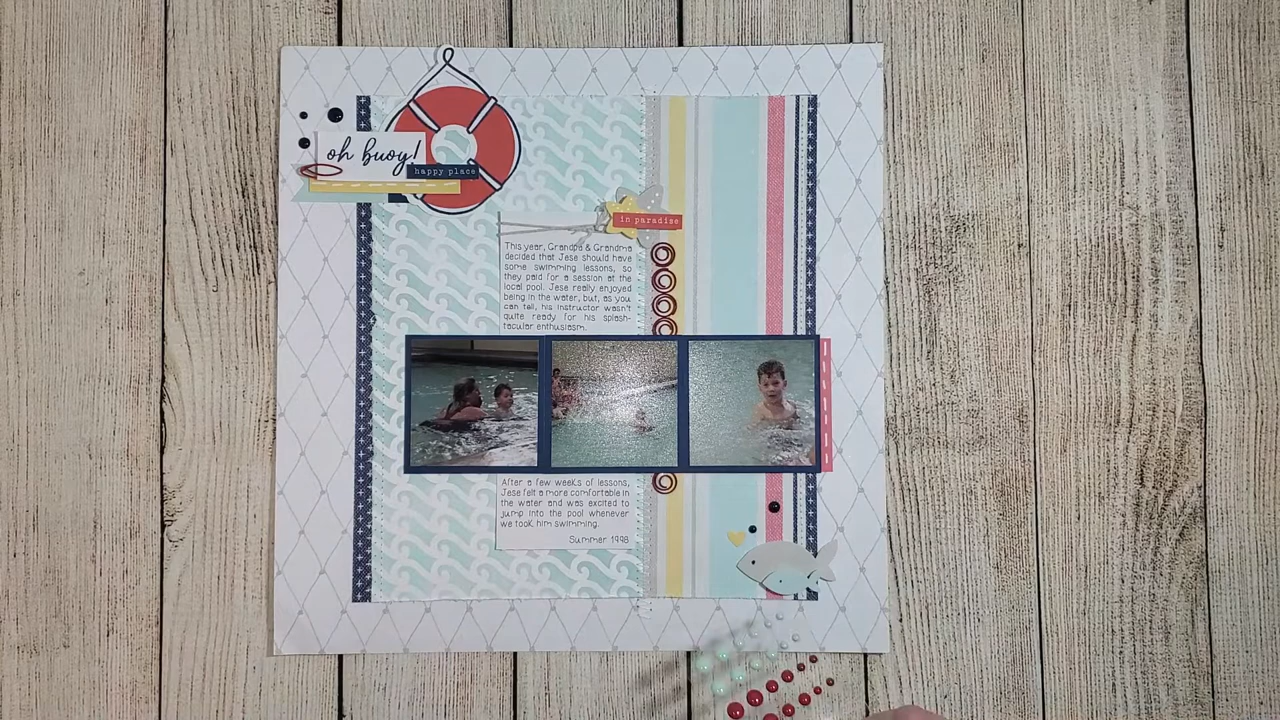 oh buoy!
happy place
in paradise
This year, Grandpa & Grandma
decided that Jese should have
some swimming lessons, so
they paid for a session at the
local pool. Jese really enjoyed
being in the water, but, as you
can tell, his instructor wasn't
quite ready for his splash-
tacular enthusiasm.
After a few weeks of lessons,
Jese felt a more comfortable in
the water and was excited to
jump into the pool whenever
we took him swimming.
Summer 1998